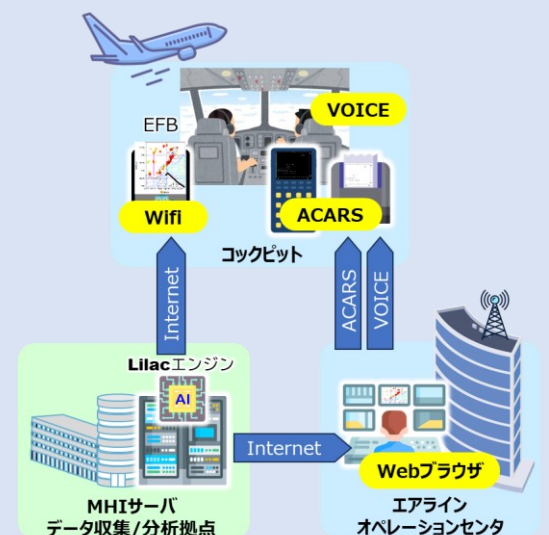 VOICE
EFB
Wifi
ACARS
コックピット
Internet
ACARS
VOICE
Lilacエンジン
AI
Internet
Webブラウザ
MHIサーバ
データ収集/分析拠点
エアライン
オペレーションセンタ